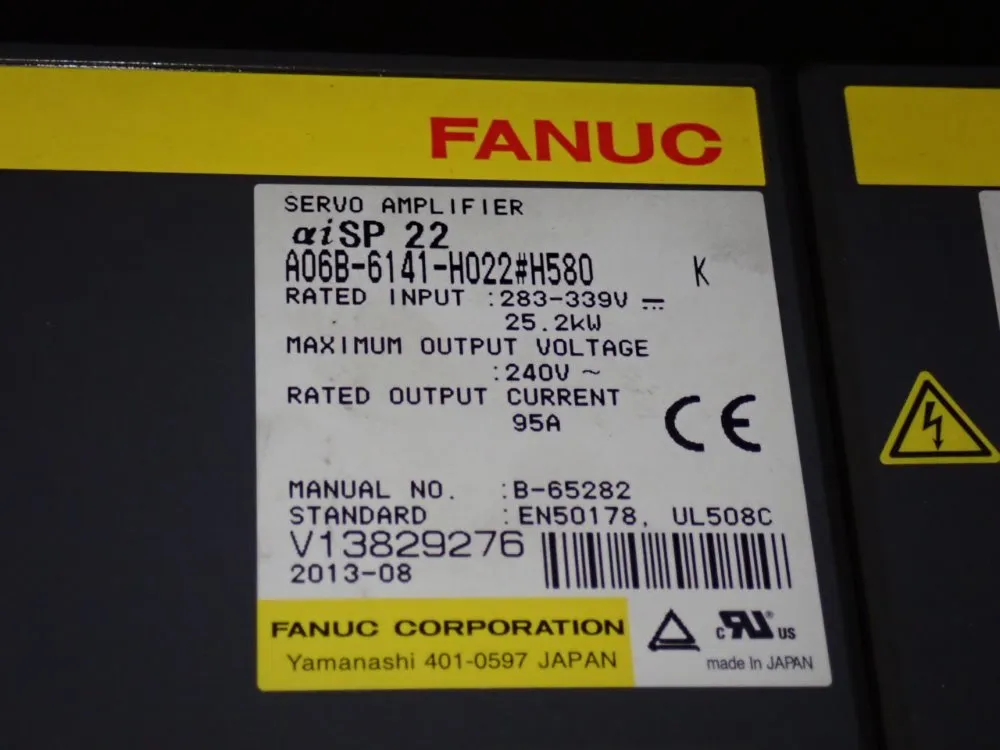 FANUC
SERVO AMPLIFIER
αiSP 22
A06B-6141-H022#H580 K
RATED INPUT :283-339V ⎓
25.2kW
MAXIMUM OUTPUT VOLTAGE
:240V ~
RATED OUTPUT CURRENT
95A
CE
MANUAL NO. :B-65282
STANDARD :EN50178, UL508C
V13829276
2013-08
FANUC CORPORATION
Yamanashi 401-0597 JAPAN
c RU® US
made In JAPAN